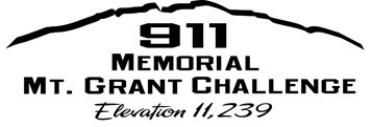 911
MEMORIAL
MT. GRANT CHALLENGE
Elevation 11,239